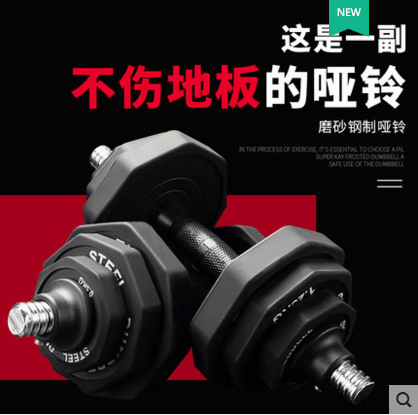 NEW
这是一副
不伤地板的哑铃
磨砂钢制哑铃
IN THE PROCESS OF EXERCISE, IT'S ESSENTIAL TO CHOOSE A PIL
SUPER KAY FROSTED DUMBBELL A
SAFE USE OF THE DUMBBELL
STEEL
STEEL